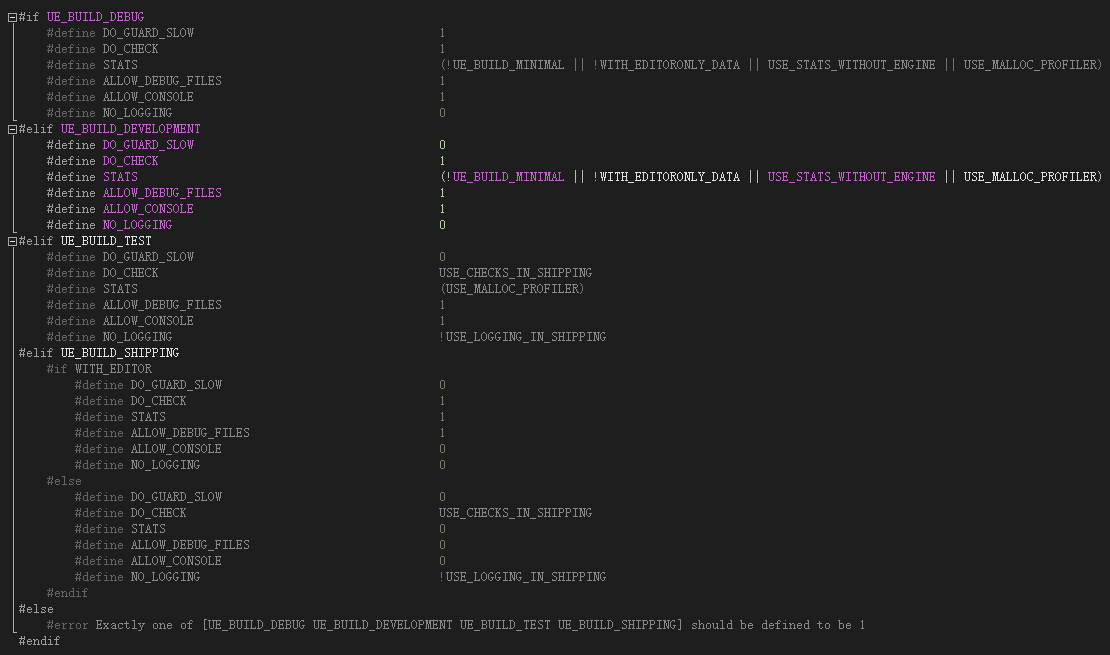 #if UE_BUILD_DEBUG
#define DO_GUARD_SLOW 1
#define DO_CHECK 1
#define STATS (!UE_BUILD_MINIMAL || !WITH_EDITORONLY_DATA || USE_STATS_WITHOUT_ENGINE || USE_MALLOC_PROFILER)
#define ALLOW_DEBUG_FILES 1
#define ALLOW_CONSOLE 1
#define NO_LOGGING 0
#elif UE_BUILD_DEVELOPMENT
#define DO_GUARD_SLOW 0
#define DO_CHECK 1
#define STATS (!UE_BUILD_MINIMAL || !WITH_EDITORONLY_DATA || USE_STATS_WITHOUT_ENGINE || USE_MALLOC_PROFILER)
#define ALLOW_DEBUG_FILES 1
#define ALLOW_CONSOLE 1
#define NO_LOGGING 0
#elif UE_BUILD_TEST
#define DO_GUARD_SLOW 0
#define DO_CHECK USE_CHECKS_IN_SHIPPING
#define STATS (USE_MALLOC_PROFILER)
#define ALLOW_DEBUG_FILES 1
#define ALLOW_CONSOLE 1
#define NO_LOGGING !USE_LOGGING_IN_SHIPPING
#elif UE_BUILD_SHIPPING
#if WITH_EDITOR
#define DO_GUARD_SLOW 0
#define DO_CHECK 1
#define STATS 1
#define ALLOW_DEBUG_FILES 1
#define ALLOW_CONSOLE 0
#define NO_LOGGING 0
#else
#define DO_GUARD_SLOW 0
#define DO_CHECK USE_CHECKS_IN_SHIPPING
#define STATS 0
#define ALLOW_DEBUG_FILES 0
#define ALLOW_CONSOLE 0
#define NO_LOGGING !USE_LOGGING_IN_SHIPPING
#endif
#else
#error Exactly one of [UE_BUILD_DEBUG UE_BUILD_DEVELOPMENT UE_BUILD_TEST UE_BUILD_SHIPPING] should be defined to be 1
#endif